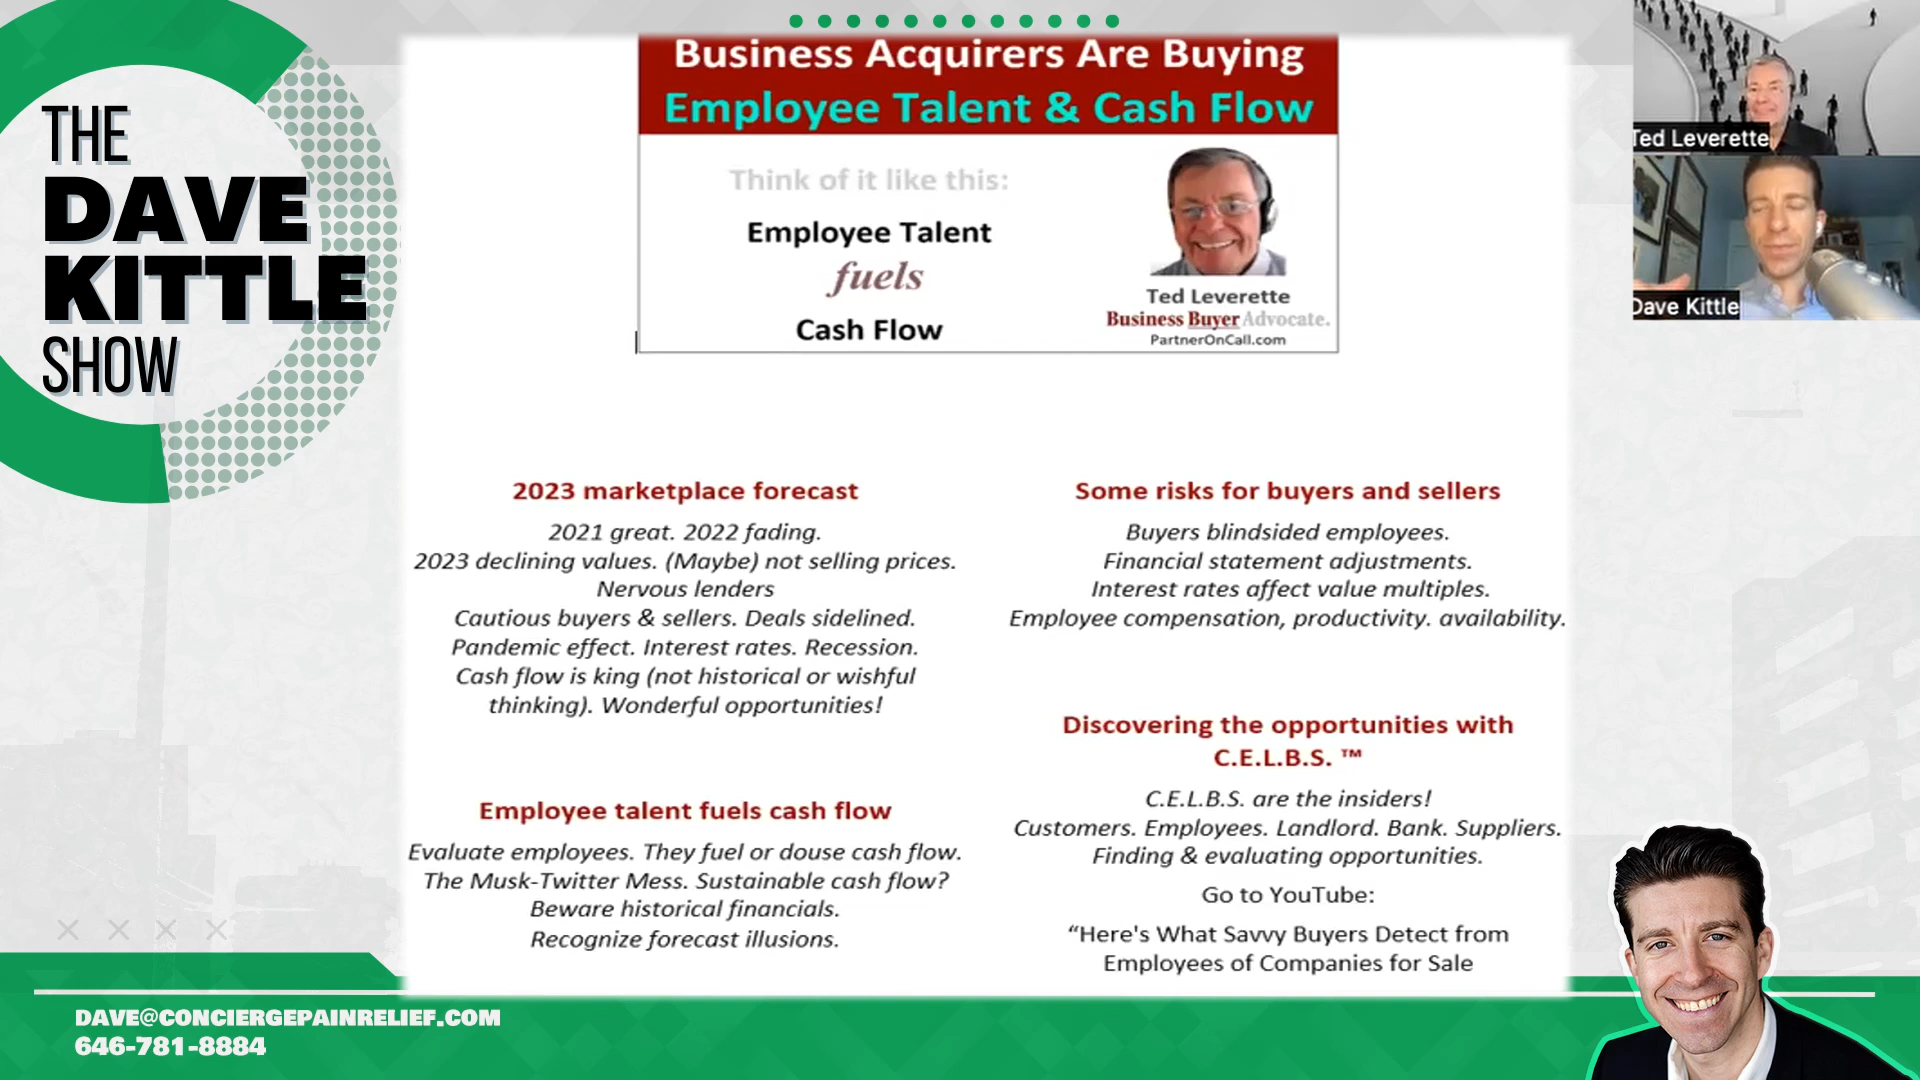 THE
DAVE
KITTLE
SHOW
Business Acquirers Are Buying
Employee Talent & Cash Flow
Think of it like this:
Employee Talent
fuels
Cash Flow
Ted Leverette
Business Buyer Advocate.
PartnerOnCall.com
Ted Leverette
Dave Kittle
2023 marketplace forecast
2021 great. 2022 fading.
2023 declining values. (Maybe) not selling prices.
Nervous lenders
Cautious buyers & sellers. Deals sidelined.
Pandemic effect. Interest rates. Recession.
Cash flow is king (not historical or wishful
thinking). Wonderful opportunities!
Employee talent fuels cash flow
Evaluate employees. They fuel or douse cash flow.
The Musk-Twitter Mess. Sustainable cash flow?
Beware historical financials.
Recognize forecast illusions.
Some risks for buyers and sellers
Buyers blindsided employees.
Financial statement adjustments.
Interest rates affect value multiples.
Employee compensation, productivity. availability.
Discovering the opportunities with
C.E.L.B.S. ™
C.E.L.B.S. are the insiders!
Customers. Employees. Landlord. Bank. Suppliers.
Finding & evaluating opportunities.
Go to YouTube:
“Here's What Savvy Buyers Detect from
Employees of Companies for Sale
DAVE@CONCIERGEPAINRELIEF.COM
646-781-8884